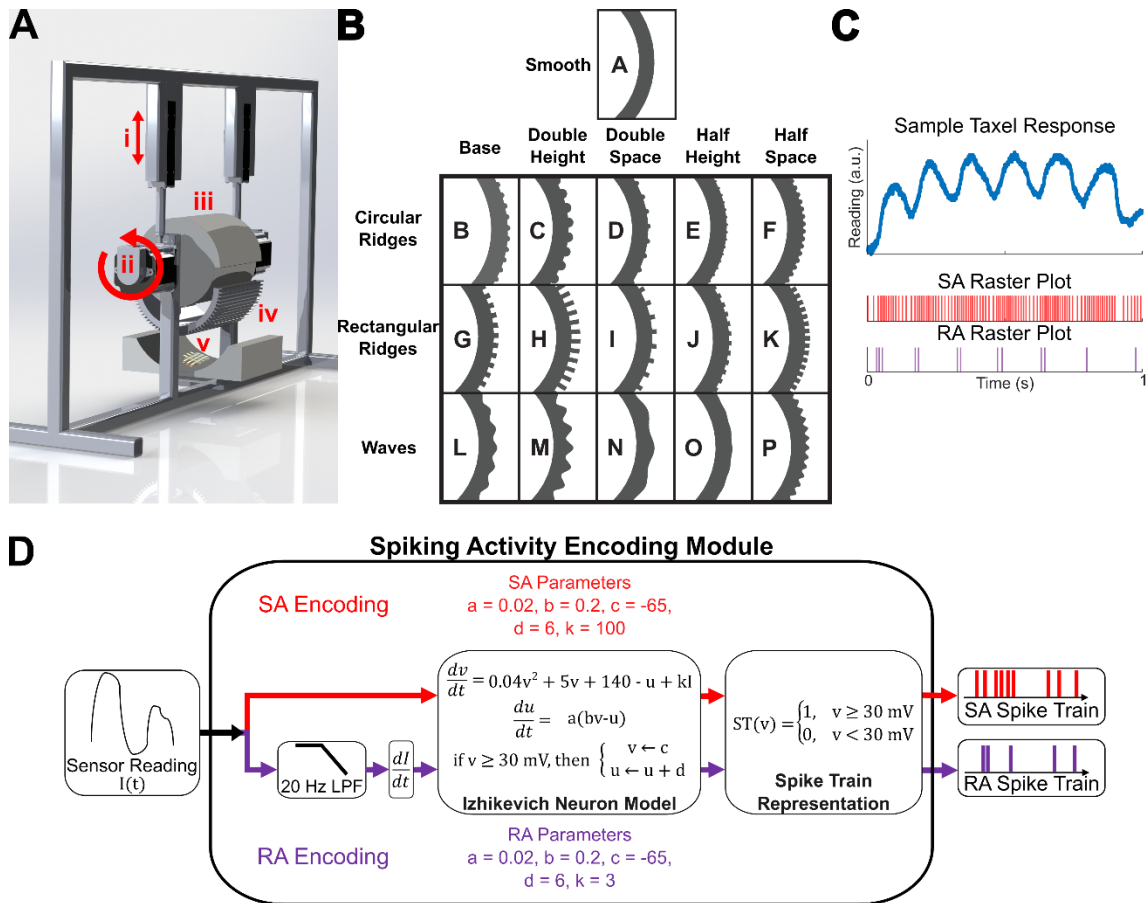 A
i
ii
iii
iv
v
B
Smooth
A
Base
Double
Height
Double
Space
Half
Height
Half
Space
Circular
Ridges
B
C
D
E
F
Rectangular
Ridges
G
H
I
J
K
Waves
L
M
N
O
P
C
Sample Taxel Response
Reading (a.u.)
SA Raster Plot
RA Raster Plot
0
Time (s)
1
D
Spiking Activity Encoding Module
SA Encoding
SA Parameters
a = 0.02, b = 0.2, c = -65,
d = 6, k = 100
Sensor Reading
I(t)
20 Hz LPF
dI
dt
dv/dt = 0.04v² + 5v + 140 - u + kI
du/dt = a(bv-u)
if v ≥ 30 mV, then { v ← c
u ← u + d
Izhikevich Neuron Model
ST(v) = { 1, v ≥ 30 mV
0, v < 30 mV
Spike Train
Representation
SA Spike Train
RA Spike Train
RA Encoding
RA Parameters
a = 0.02, b = 0.2, c = -65,
d = 6, k = 3